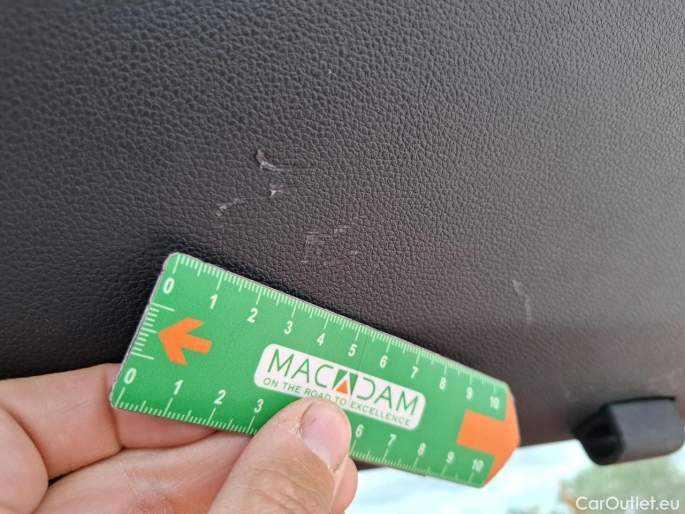 0 1 2 3 4 5 6 7 8 9 10
MACADAM
ON THE ROAD TO EXCELLENCE
0 1 2 3 6 7 8 9 10
CarOutlet.eu